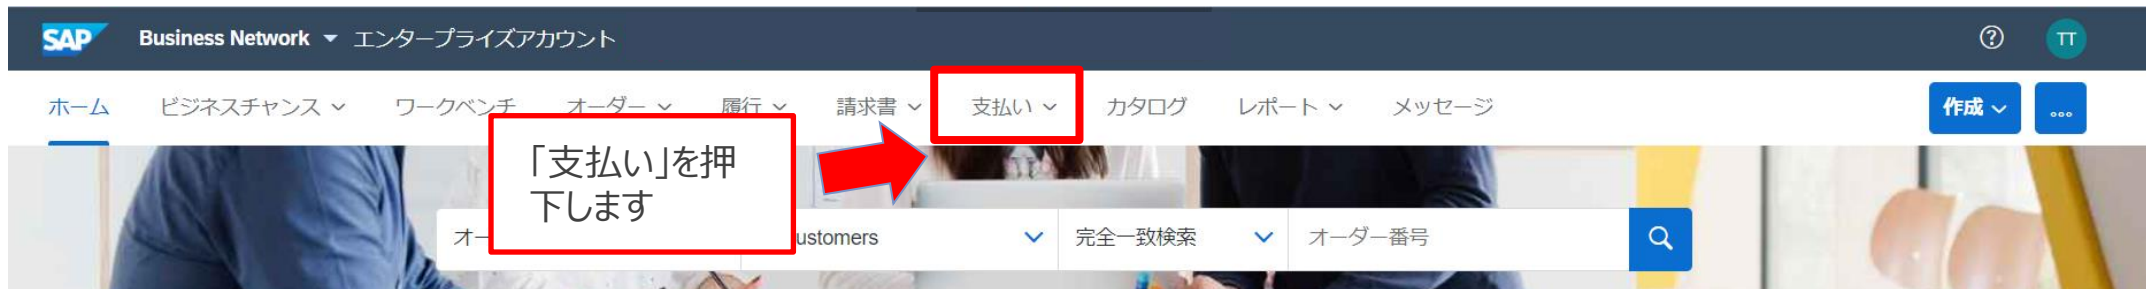 SAP Business Network エンタープライズアカウント ? TT
ホーム ビジネスチャンス ワークベンチ オーダー 履行 請求書 支払い カタログ レポート メッセージ 作成 ...
「支払い」を押
下します
オー ustomers 完全一致検索 オーダー番号